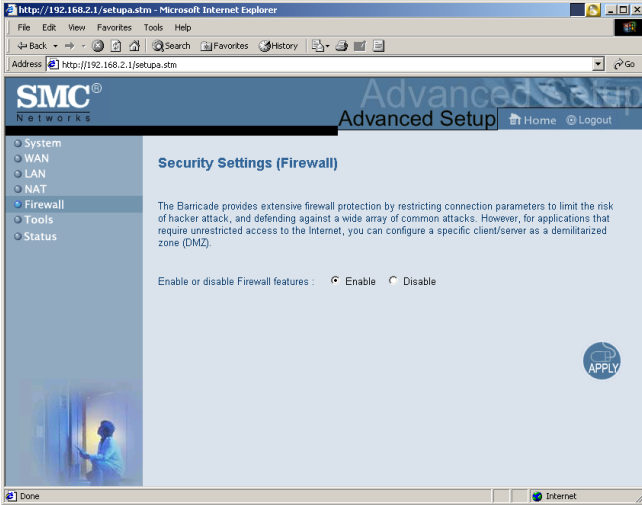 http://192.168.2.1/setupa.stm - Microsoft Internet Explorer
File Edit View Favorites Tools Help
Back Search Favorites History
Address http://192.168.2.1/setupa.stm Go
SMC®
Networks
Advanced Setup
Advanced Setup
Home Logout
System
WAN
LAN
NAT
Firewall
Tools
Status
Security Settings (Firewall)
The Barricade provides extensive firewall protection by restricting connection parameters to limit the risk
of hacker attack, and defending against a wide array of common attacks. However, for applications that
require unrestricted access to the Internet, you can configure a specific client/server as a demilitarized
zone (DMZ).
Enable or disable Firewall features : Enable Disable
APPLY
Done Internet